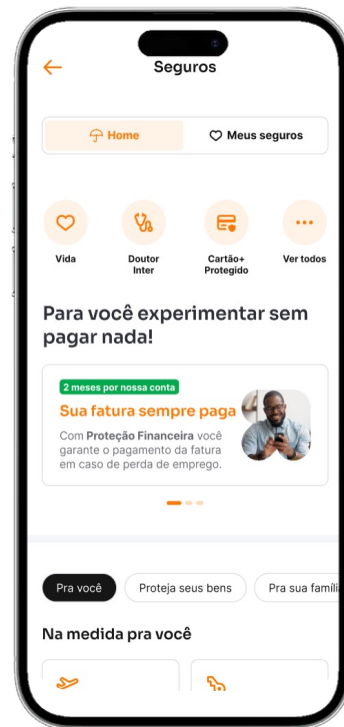 Seguros
Home
Meus seguros
Vida
Doutor
Inter
Cartão+
Protegido
Ver todos
Para você experimentar sem
pagar nada!
2 meses por nossa conta
Sua fatura sempre paga
Com Proteção Financeira você
garante o pagamento da fatura
em caso de perda de emprego.
Pra você
Proteja seus bens
Pra sua famíli
Na medida pra você